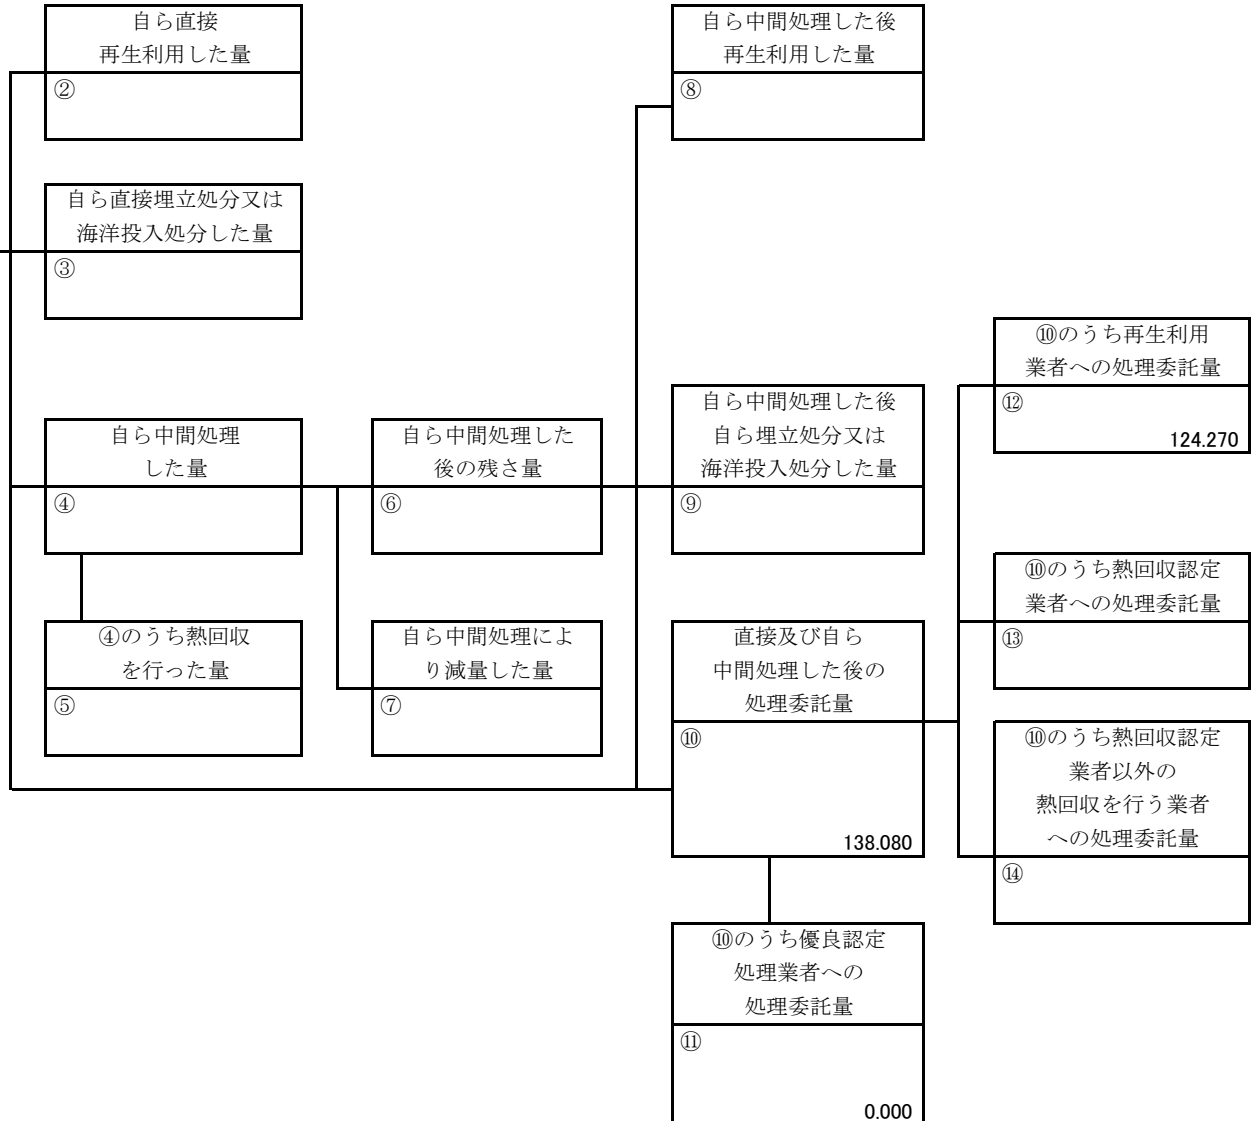 自ら直接
再生利用した量
②
自ら中間処理した後
再生利用した量
⑧
自ら直接埋立処分又は
海洋投入処分した量
③
⑩のうち再生利用
業者への処理委託量
⑫
124.270
自ら中間処理
した量
④
自ら中間処理した
後の残さ量
⑥
自ら中間処理した後
自ら埋立処分又は
海洋投入処分した量
⑨
⑩のうち熱回収認定
業者への処理委託量
⑬
④のうち熱回収
を行った量
⑤
自ら中間処理によ
り減量した量
⑦
直接及び自ら
中間処理した後の
処理委託量
⑩
138.080
⑩のうち熱回収認定
業者以外の
熱回収を行う業者
への処理委託量
⑭
⑩のうち優良認定
処理業者への
処理委託量
⑪
0.000